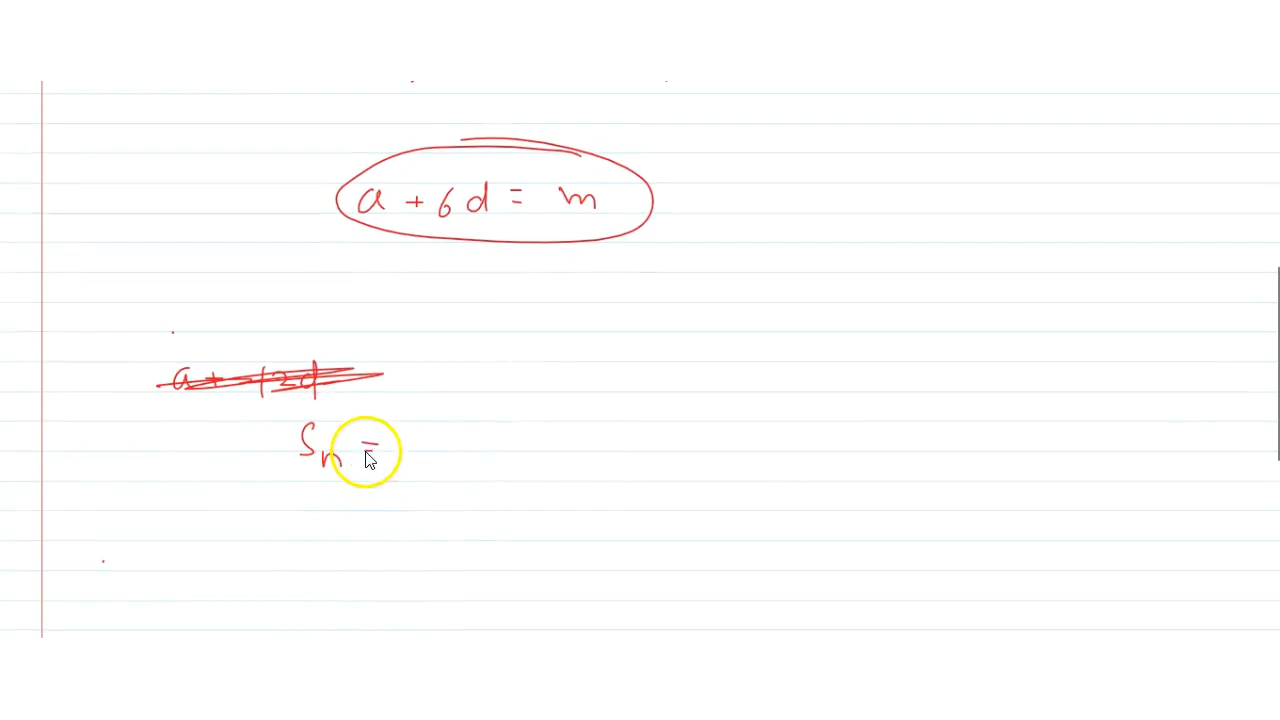 a + 6d = m
a + 12d
Sn =